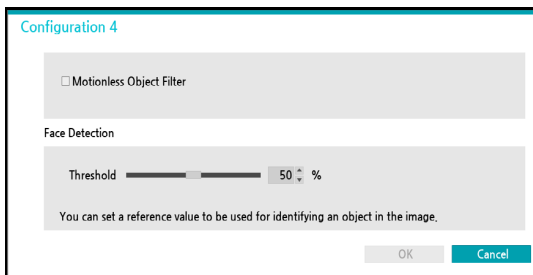 Configuration 4
Motionless Object Filter
Face Detection
Threshold 50 %
You can set a reference value to be used for identifying an object in the image.
OK Cancel